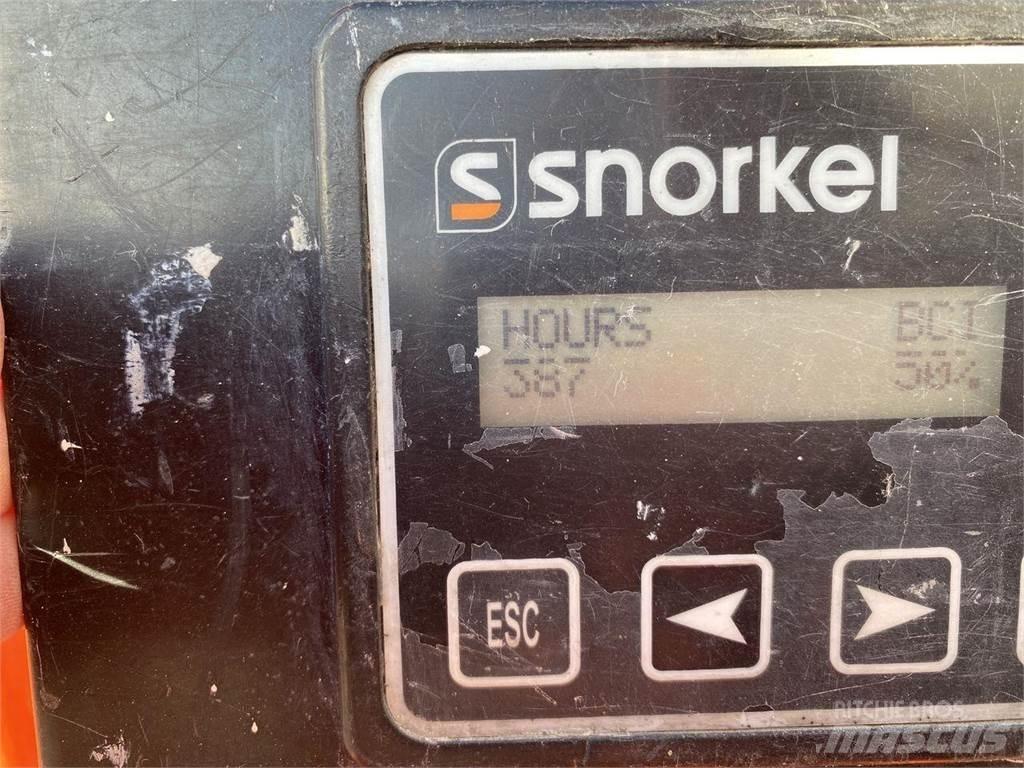 S snorkel
HOURS BCI
387 50%
ESC
RITCHIE BROS
MASCUS